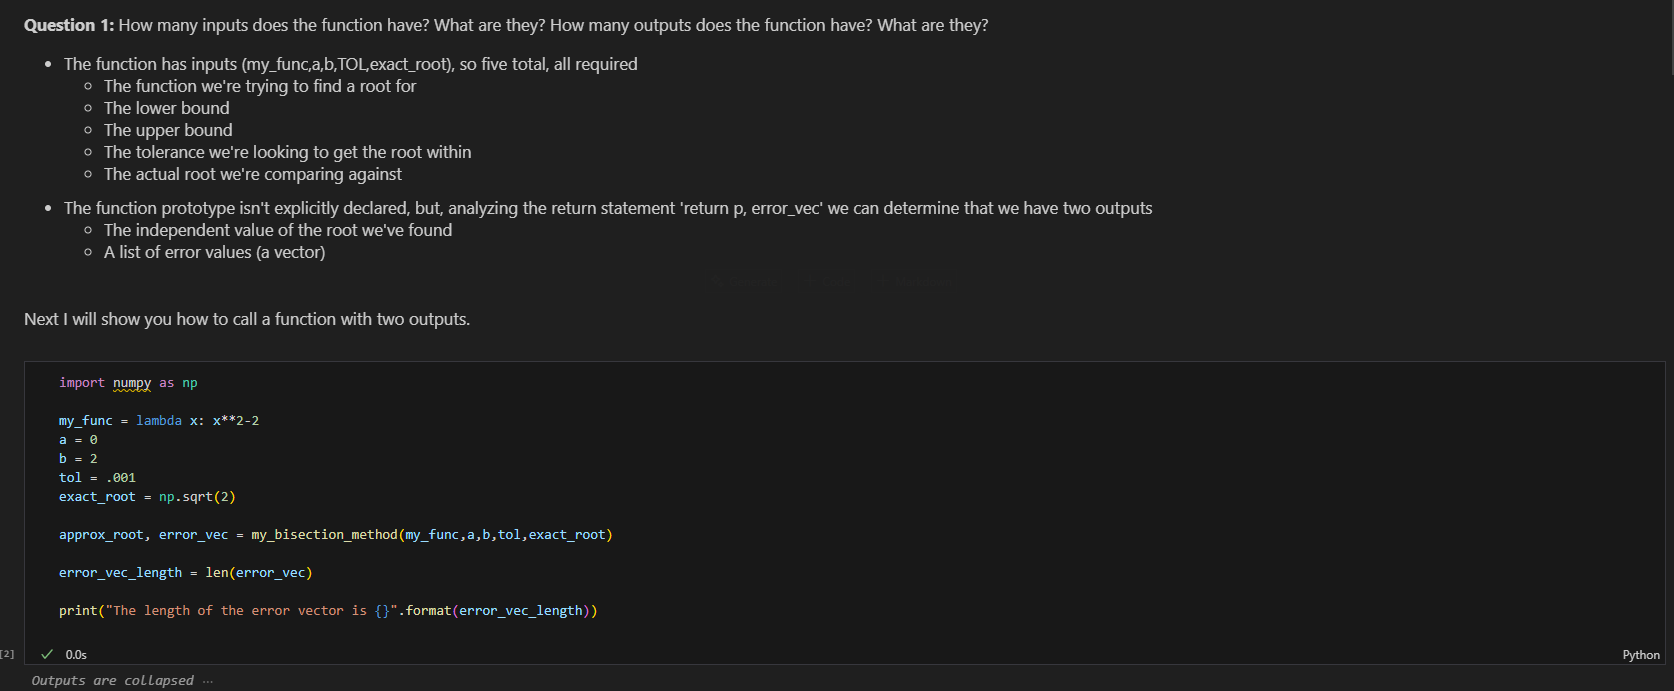 Question 1: How many inputs does the function have? What are they? How many outputs does the function have? What are they?
• The function has inputs (my_func,a,b,TOL,exact_root), so five total, all required
◦ The function we're trying to find a root for
◦ The lower bound
◦ The upper bound
◦ The tolerance we're looking to get the root within
◦ The actual root we're comparing against
• The function prototype isn't explicitly declared, but, analyzing the return statement 'return p, error_vec' we can determine that we have two outputs
◦ The independent value of the root we've found
◦ A list of error values (a vector)
Next I will show you how to call a function with two outputs.
import numpy as np
my_func = lambda x: x**2-2
a = 0
b = 2
tol = .001
exact_root = np.sqrt(2)
approx_root, error_vec = my_bisection_method(my_func,a,b,tol,exact_root)
error_vec_length = len(error_vec)
print("The length of the error vector is {}".format(error_vec_length))
[2] ✓ 0.0s Python
Outputs are collapsed ...